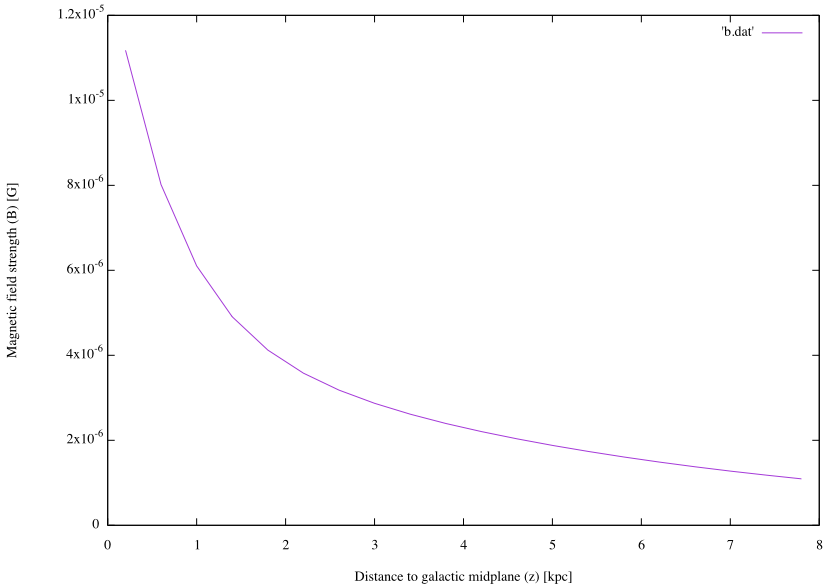 1.2x10⁻⁵
'b.dat'
1x10⁻⁵
8x10⁻⁶
6x10⁻⁶
4x10⁻⁶
2x10⁻⁶
0
Magnetic field strength (B) [G]
0 1 2 3 4 5 6 7 8
Distance to galactic midplane (z) [kpc]